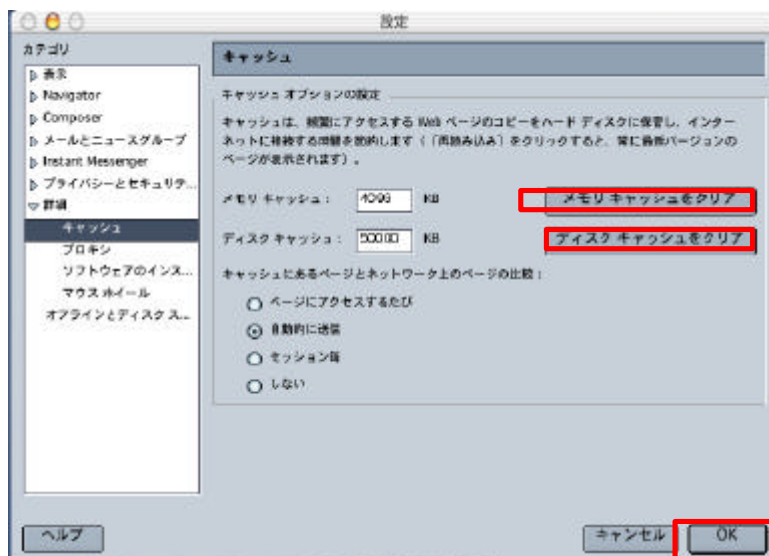 設定
カテゴリ
表示
Navigator
Composer
メールとニュースグループ
Instant Messenger
プライバシーとセキュリテ...
詳細
キャッシュ
プロキシ
ソフトウェアのインス...
マウス ホイール
オフラインとディスク ス...
キャッシュ
キャッシュ オプションの設定
キャッシュは、頻繁にアクセスする Web ページのコピーをハード ディスクに保管し、インター
ネットに接続する時間を節約します（「再読み込み」をクリックすると、常に最新バージョンの
ページが表示されます）。
メモリ キャッシュ： 4096 KB メモリ キャッシュをクリア
ディスク キャッシュ： 50000 KB ディスク キャッシュをクリア
キャッシュにあるページとネットワーク上のページの比較：
ページにアクセスするたび
自動的に送信
セッション毎
しない
ヘルプ キャンセル OK